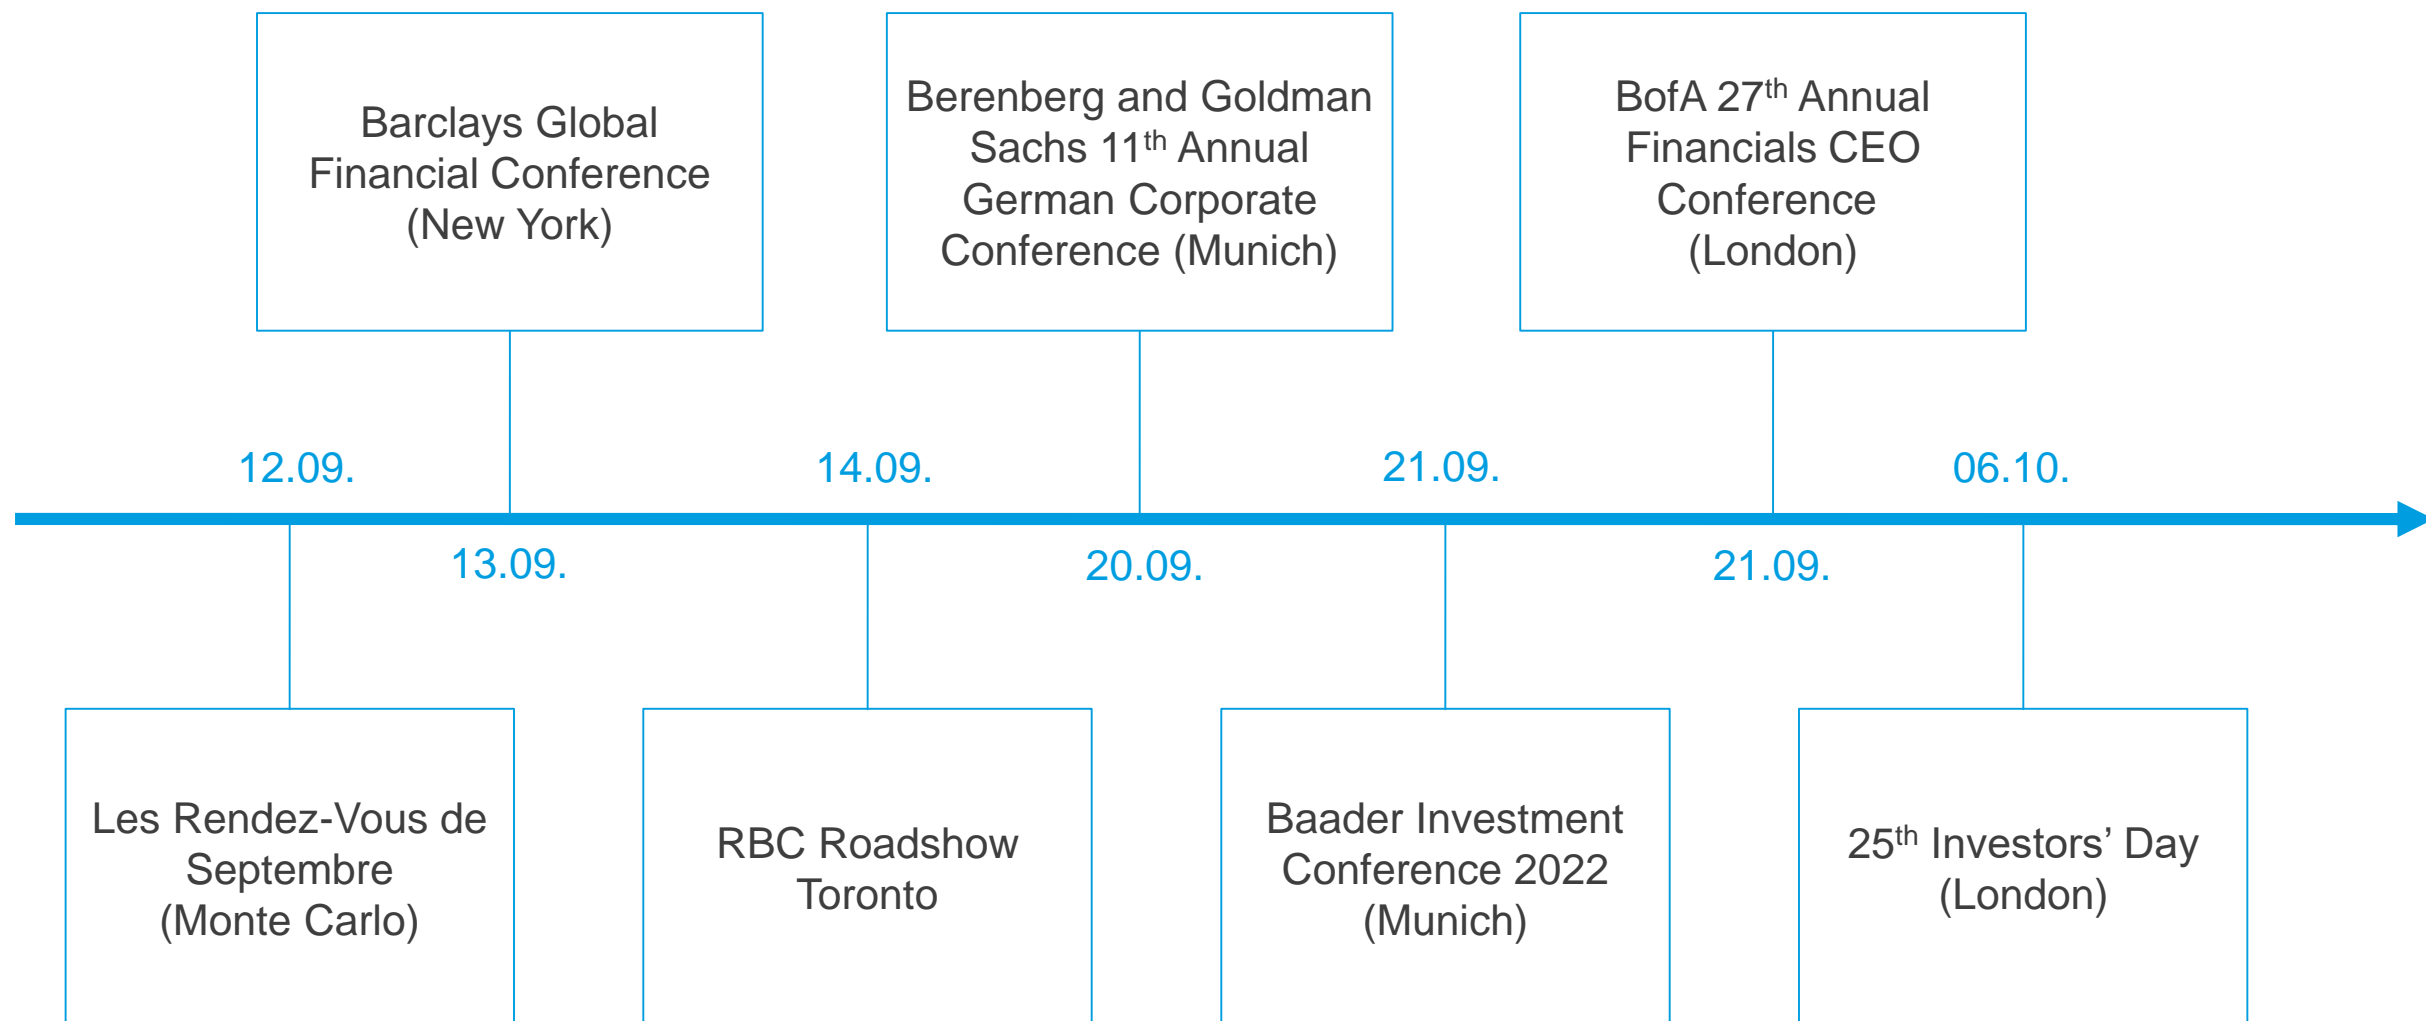 Barclays Global
Financial Conference
(New York)
Berenberg and Goldman
Sachs 11th Annual
German Corporate
Conference (Munich)
BofA 27th Annual
Financials CEO
Conference
(London)
12.09.
14.09.
21.09.
06.10.
13.09.
20.09.
21.09.
Les Rendez-Vous de
Septembre
(Monte Carlo)
RBC Roadshow
Toronto
Baader Investment
Conference 2022
(Munich)
25th Investors’ Day
(London)